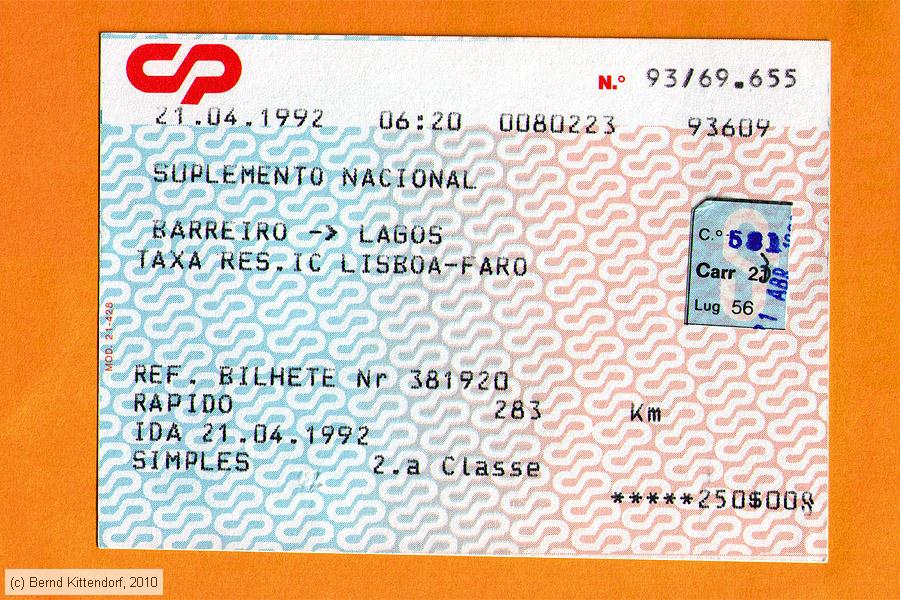 CP
N.º 93/69.655
21.04.1992 06:20 0080223 93609
SUPLEMENTO NACIONAL
BARREIRO -> LAGOS
TAXA RES.IC LISBOA-FARO
C.º
Carr
Lug 56
21 ABR
MOD. 21-428
REF. BILHETE Nr 381920
RAPIDO 283 Km
IDA 21.04.1992
SIMPLES 2.a Classe
*****250$00
(c) Bernd Kittendorf, 2010